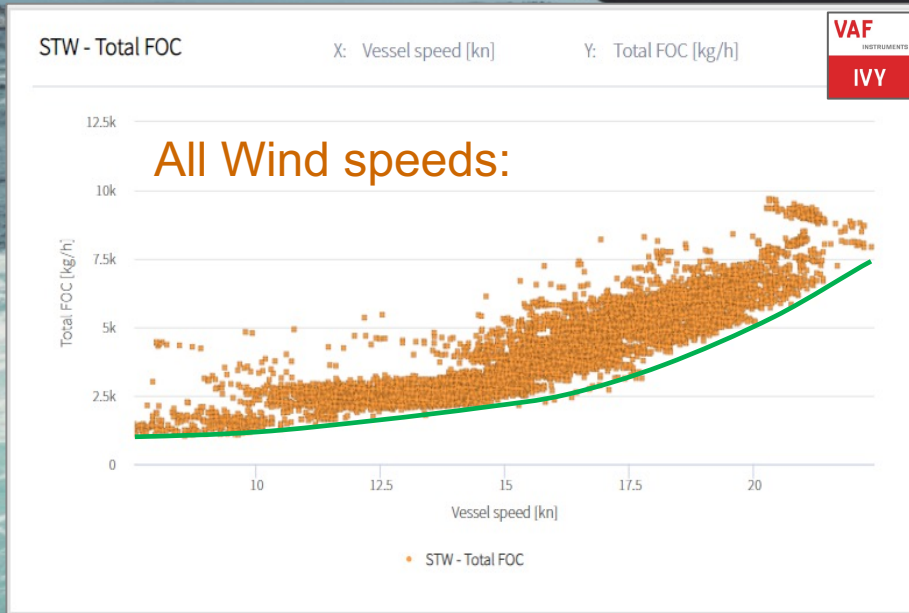 STW - Total FOC
X: Vessel speed [kn]
Y: Total FOC [kg/h]
VAF
INSTRUMENTS
IVY
All Wind speeds:
12.5k
10k
7.5k
5k
2.5k
0
Total FOC [kg/h]
10
12.5
15
17.5
20
Vessel speed [kn]
STW - Total FOC